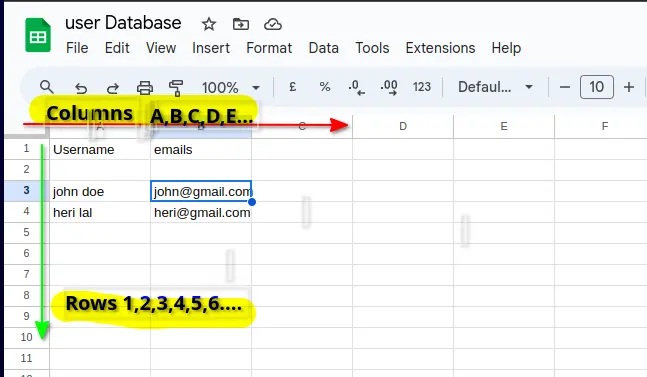 user Database
File Edit View Insert Format Data Tools Extensions Help
100% £ % .0 .00 123 Defaul... 10
Columns A,B,C,D,E...
D E F
1 Username emails
2
3 john doe john@gmail.com
4 heri lal heri@gmail.com
5
6
7
8
Rows 1,2,3,4,5,6....
9
10
11